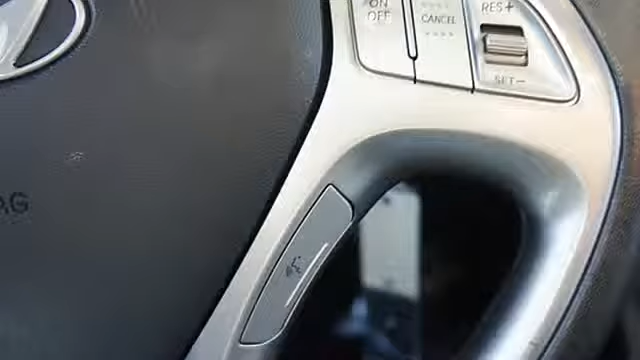 ON
OFF
CANCEL
RES+
SET-
AG